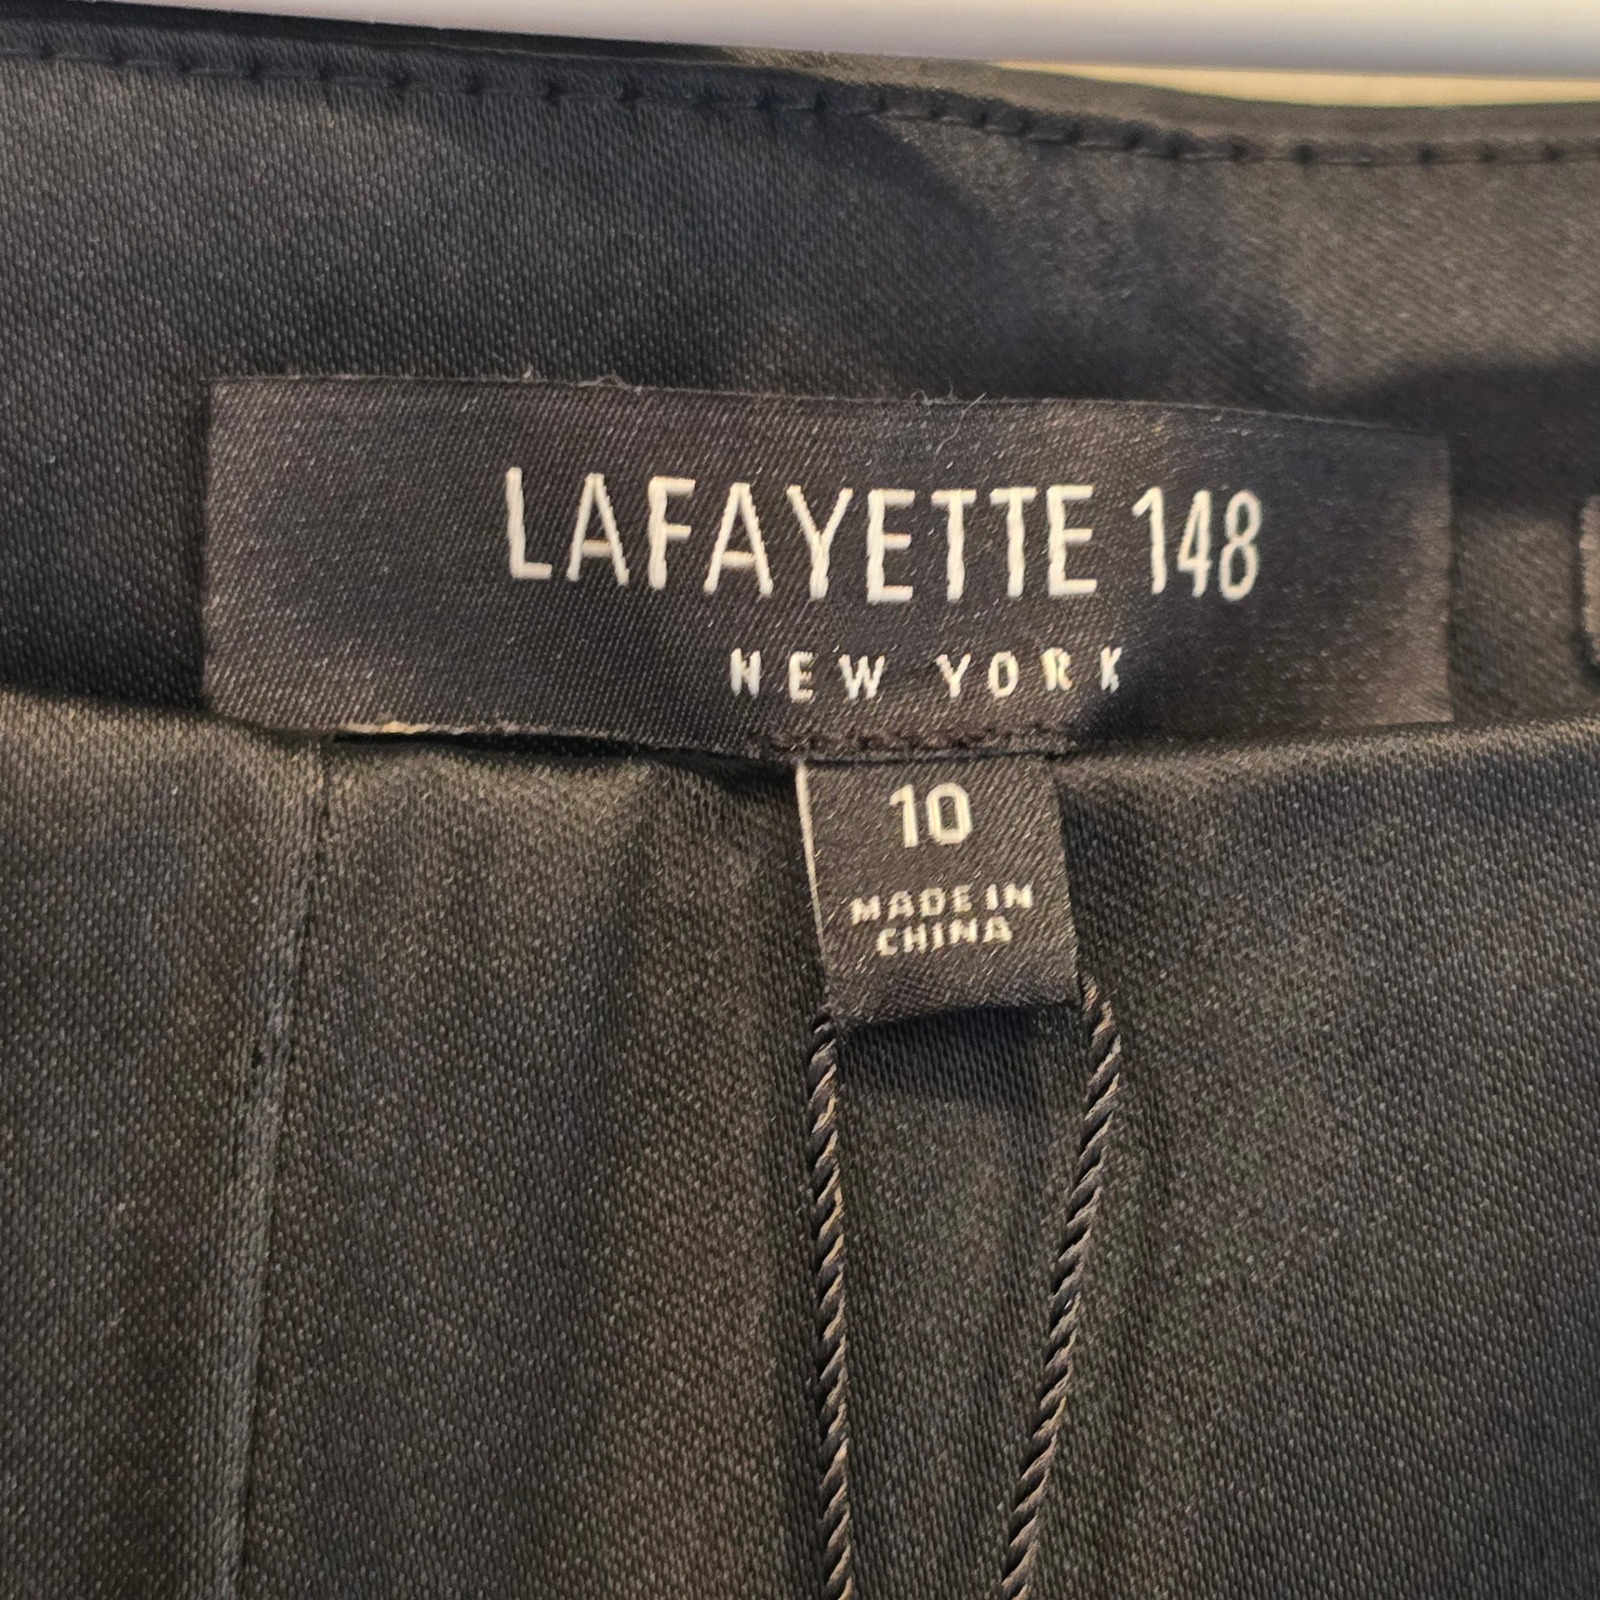 LAFAYETTE 148
NEW YORK
10
MADE IN
CHINA